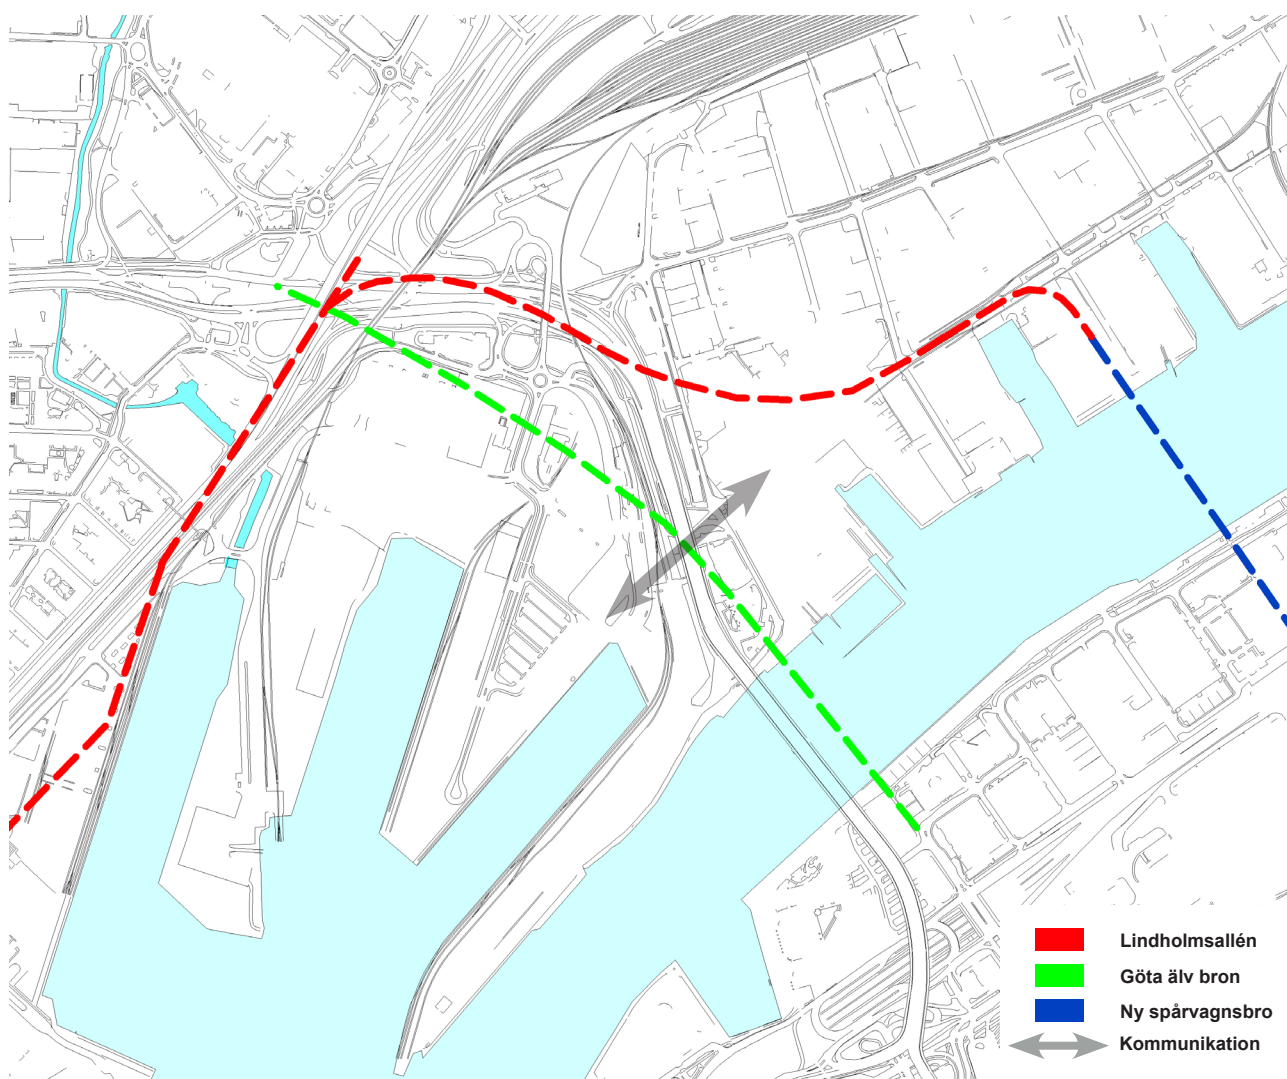 Lindholmsallén
Göta älv bron
Ny spårvagnsbro
Kommunikation